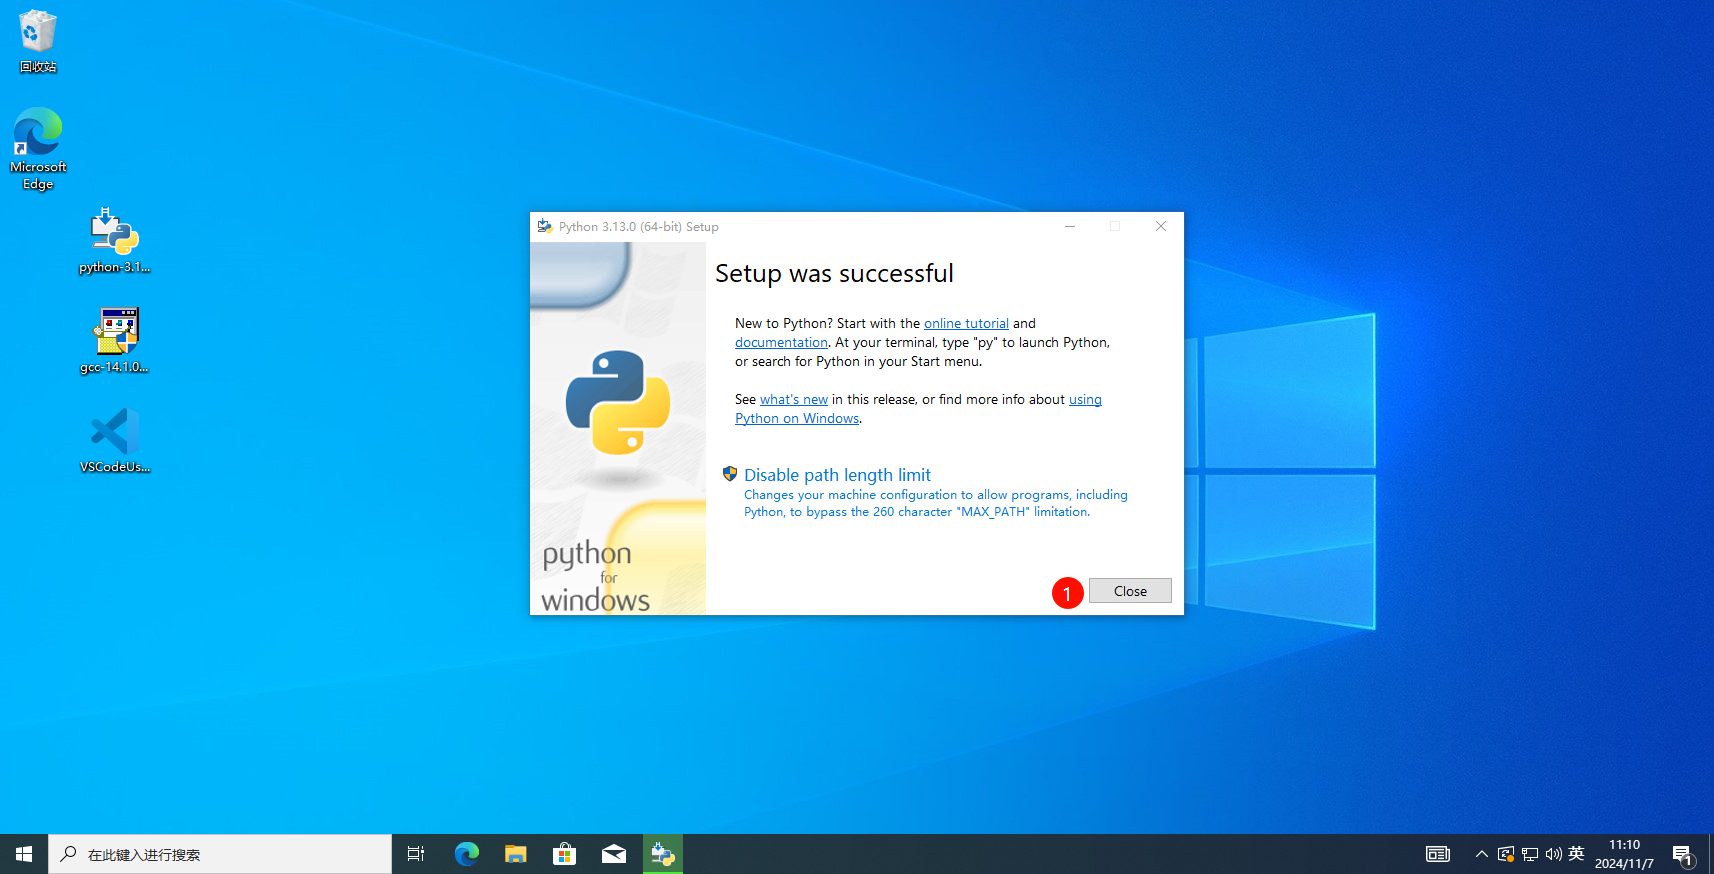 回收站
Microsoft
Edge
python-3.1...
gcc-14.1.0...
VSCodeUs...
Python 3.13.0 (64-bit) Setup
Setup was successful
New to Python? Start with the online tutorial and
documentation. At your terminal, type "py" to launch Python,
or search for Python in your Start menu.
See what's new in this release, or find more info about using
Python on Windows.
Disable path length limit
Changes your machine configuration to allow programs, including
Python, to bypass the 260 character "MAX_PATH" limitation.
python
for
windows
1
Close
在此键入进行搜索
英
11:10
2024/11/7
1